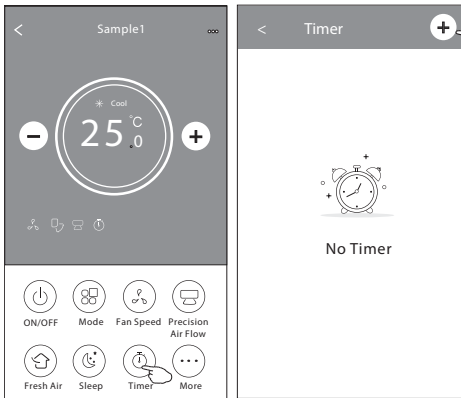 < Sample1
Cool
25.0 °C
ON/OFF Mode Fan Speed Precision Air Flow
Fresh Air Sleep Timer More
< Timer +
No Timer